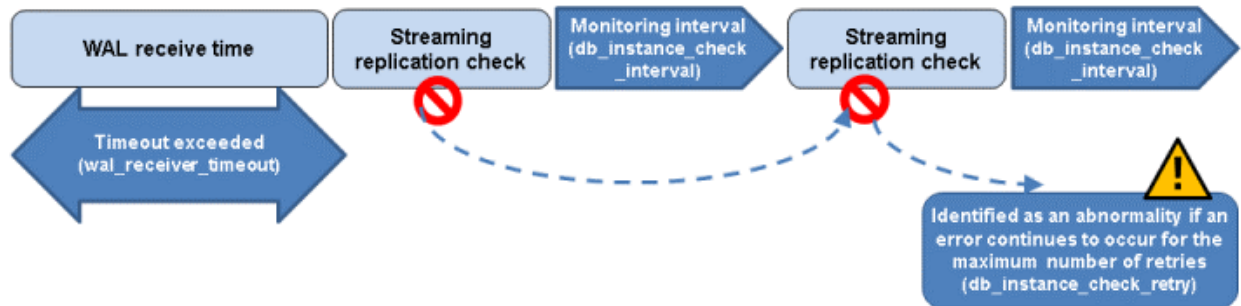 WAL receive time
Streaming
replication check
Monitoring interval
(db_instance_check
_interval)
Streaming
replication check
Monitoring interval
(db_instance_check
_interval)
Timeout exceeded
(wal_receiver_timeout)
!
Identified as an abnormality if an
error continues to occur for the
maximum number of retries
(db_instance_check_retry)